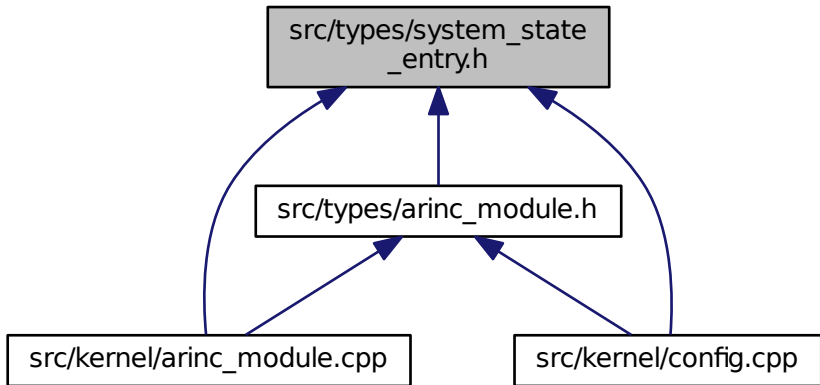 src/types/system_state
_entry.h
src/types/arinc_module.h
src/kernel/arinc_module.cpp
src/kernel/config.cpp